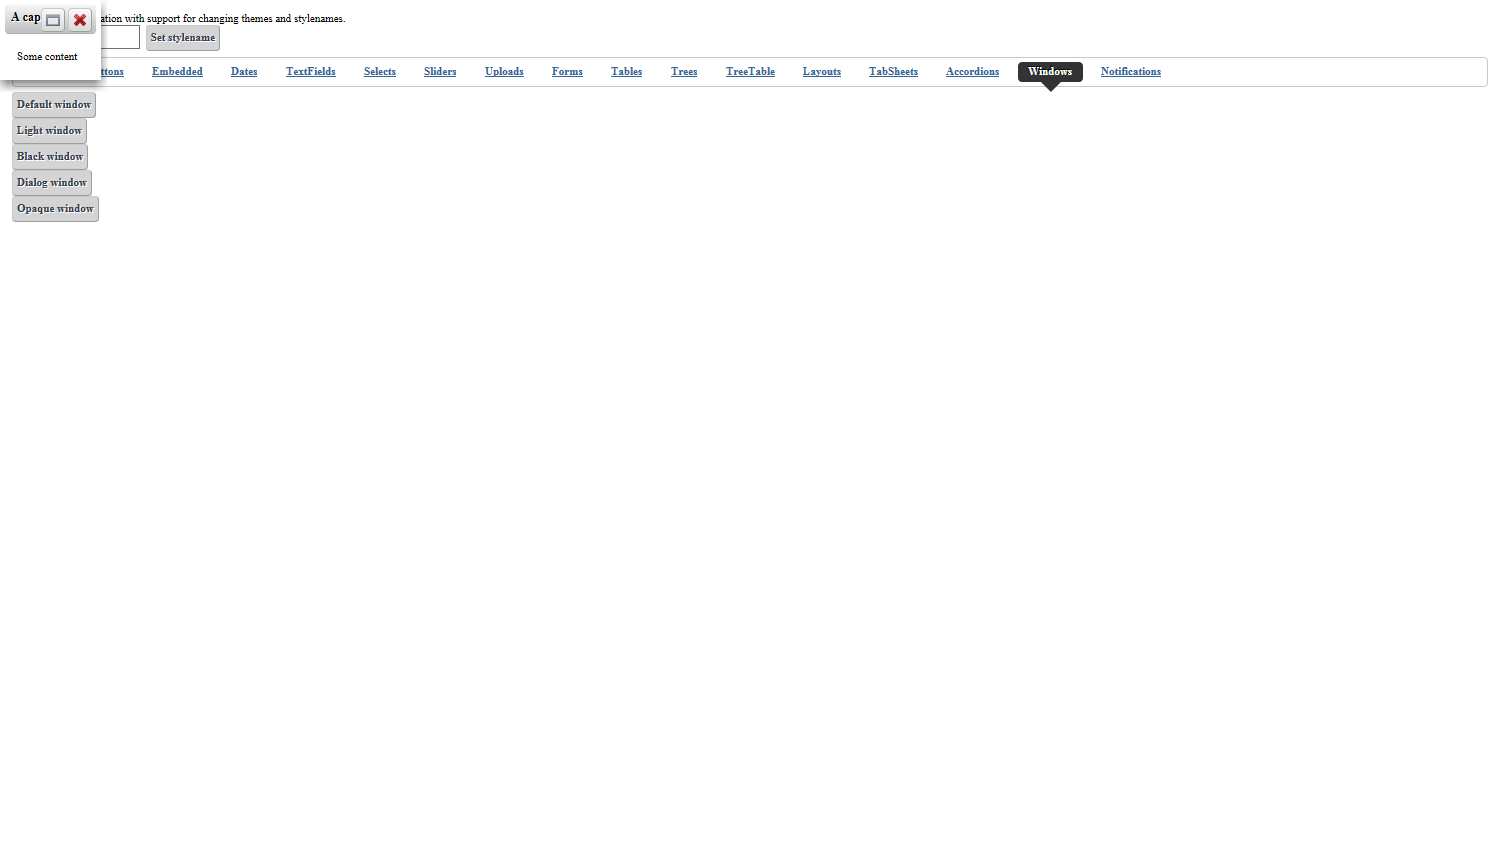 A cap
ation with support for changing themes and stylenames.
Set stylename
Some content
ttons Embedded Dates TextFields Selects Sliders Uploads Forms Tables Trees TreeTable Layouts TabSheets Accordions Windows Notifications
Default window
Light window
Black window
Dialog window
Opaque window